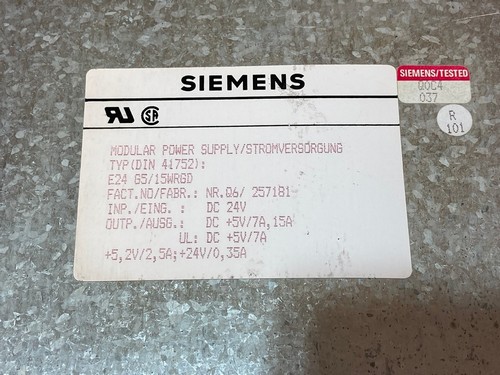 SIEMENS
SIEMENS/TESTED
Q0C4
037
R
101
MODULAR POWER SUPPLY/STROMVERSORGUNG
TYP(DIN 41752):
E24 G5/15WRGD
FACT.NO/FABR.: NR.Q6/ 257181
INP./EING. : DC 24V
OUTP./AUSG.: DC +5V/7A,15A
UL: DC +5V/7A
+5,2V/2,5A;+24V/0,35A